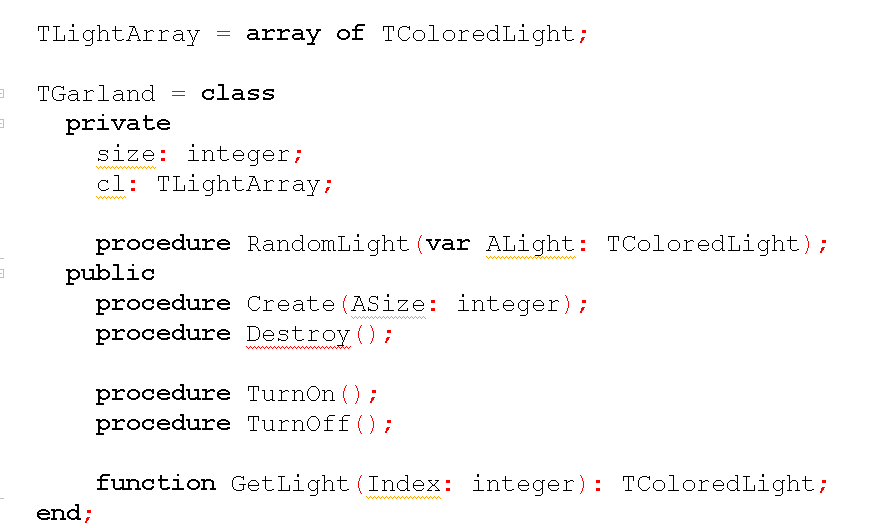 TLightArray = array of TColoredLight;
TGarland = class
private
size: integer;
cl: TLightArray;
procedure RandomLight(var ALight: TColoredLight);
public
procedure Create(ASize: integer);
procedure Destroy();
procedure TurnOn();
procedure TurnOff();
function GetLight(Index: integer): TColoredLight;
end;